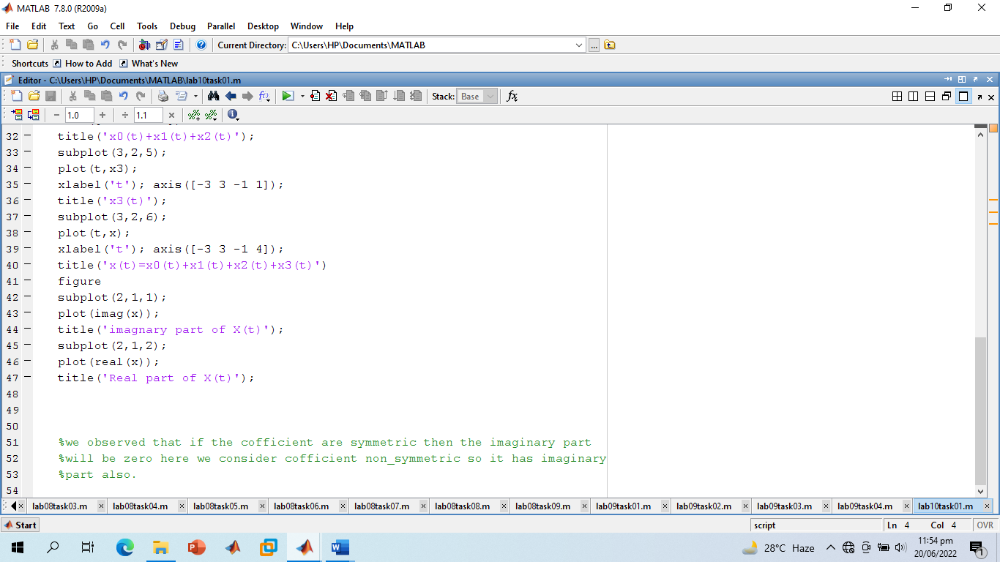 MATLAB 7.8.0 (R2009a)
File Edit Text Go Cell Tools Debug Parallel Desktop Window Help
Current Directory: C:\Users\HP\Documents\MATLAB ...
Shortcuts How to Add What's New
Editor - C:\Users\HP\Documents\MATLAB\lab10task01.m
Stack: Base fx
- 1.0 + ÷ 1.1 ×
32 - title('x0(t)+x1(t)+x2(t)');
33 - subplot(3,2,5);
34 - plot(t,x3);
35 - xlabel('t'); axis([-3 3 -1 1]);
36 - title('x3(t)');
37 - subplot(3,2,6);
38 - plot(t,x);
39 - xlabel('t'); axis([-3 3 -1 4]);
40 - title('x(t)=x0(t)+x1(t)+x2(t)+x3(t)')
41 - figure
42 - subplot(2,1,1);
43 - plot(imag(x));
44 - title('imagnary part of X(t)');
45 - subplot(2,1,2);
46 - plot(real(x));
47 - title('Real part of X(t)');
48
49
50
51 %we observed that if the cofficient are symmetric then the imaginary part
52 %will be zero here we consider cofficient non_symmetric so it has imaginary
53 %part also.
54
lab08task03.m lab08task04.m lab08task05.m lab08task06.m lab08task07.m lab08task08.m lab08task09.m lab09task01.m lab09task02.m lab09task03.m lab09task04.m lab10task01.m
Start script Ln 4 Col 4 OVR
28°C Haze 11:54 pm
20/06/2022 1